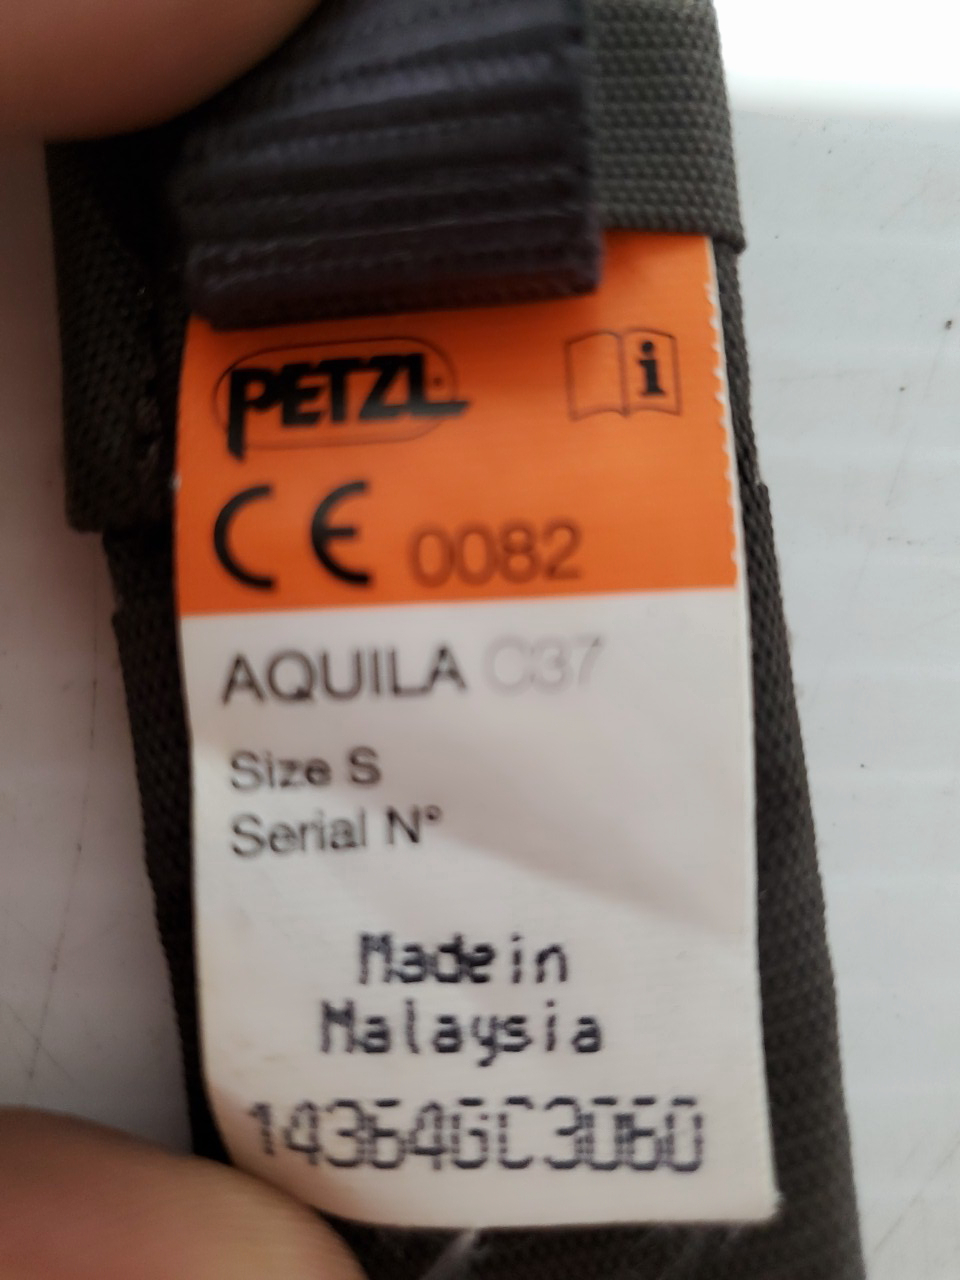 PETZL
i
CE 0082
AQUILA C37
Size S
Serial N°
Made in
Malaysia
14364GC3060